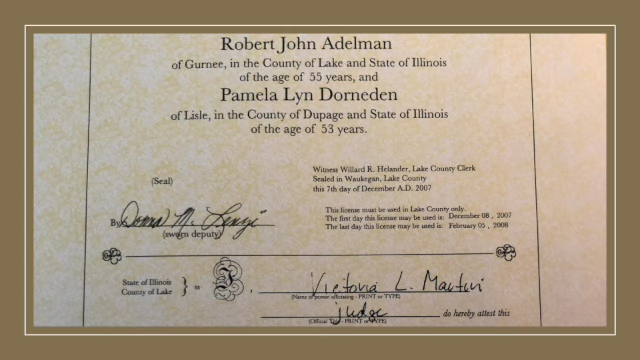 Robert John Adelman
of Gurnee, in the County of Lake and State of Illinois
of the age of 55 years, and
Pamela Lyn Dorneden
of Lisle, in the County of Dupage and State of Illinois
of the age of 53 years.
(Seal)
Witness Willard R. Helander, Lake County Clerk
Sealed in Waukegan, Lake County
this 7th day of December A.D. 2007
This license must be used in Lake County only.
The first day this license may be used is: December 08, 2007
The last day this license may be used is: February 05, 2008
By Donna M.
(sworn deputy)
State of Illinois
County of Lake } ss I, Victoria L. Martini
(Name of person officiating - PRINT or TYPE)
judge do hereby attest this
(Official Title - PRINT or TYPE)